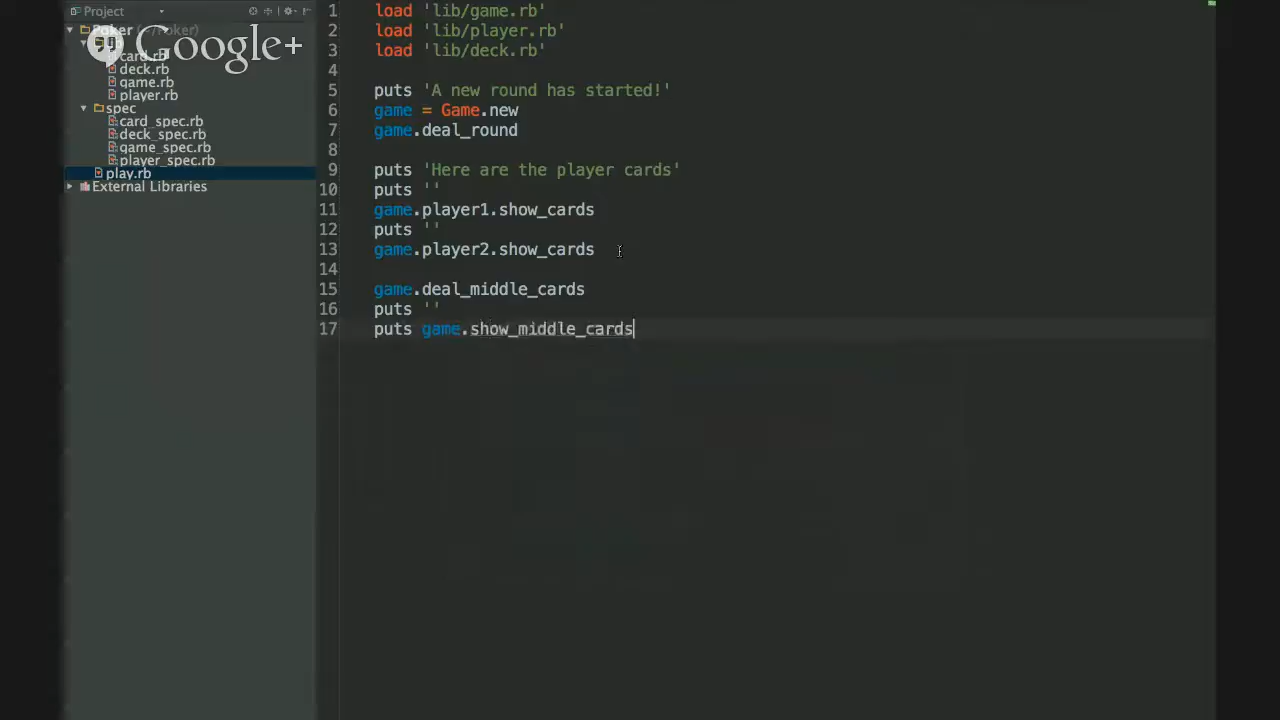 Project
Poker (~/Poker)
Google+
card.rb
deck.rb
game.rb
player.rb
spec
card_spec.rb
deck_spec.rb
game_spec.rb
player_spec.rb
play.rb
External Libraries
1 load 'lib/game.rb'
2 load 'lib/player.rb'
3 load 'lib/deck.rb'
4
5 puts 'A new round has started!'
6 game = Game.new
7 game.deal_round
8
9 puts 'Here are the player cards'
10 puts ''
11 game.player1.show_cards
12 puts ''
13 game.player2.show_cards
14
15 game.deal_middle_cards
16 puts ''
17 puts game.show_middle_cards